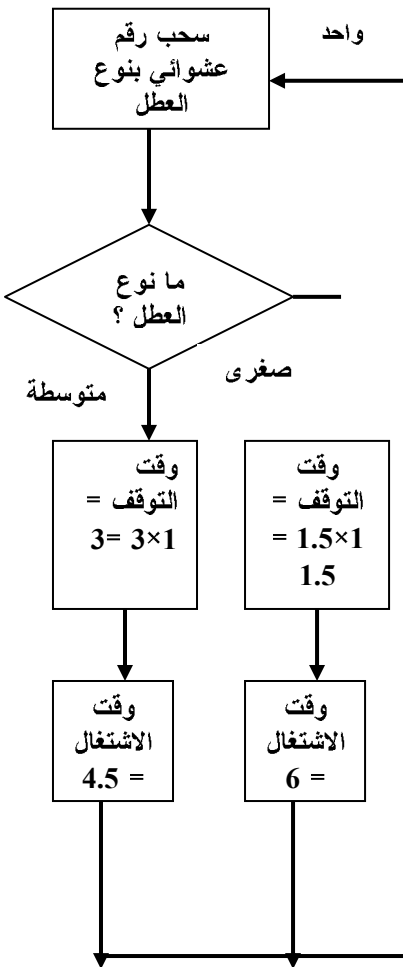 واحد
سحب رقم
عشوائي بنوع
العطل
ما نوع
العطل ؟
صغرى
متوسطة
وقت
التوقف =
1×3 =3
وقت
التوقف =
1×1.5 =
1.5
وقت
الاشتغال
= 4.5
وقت
الاشتغال
= 6